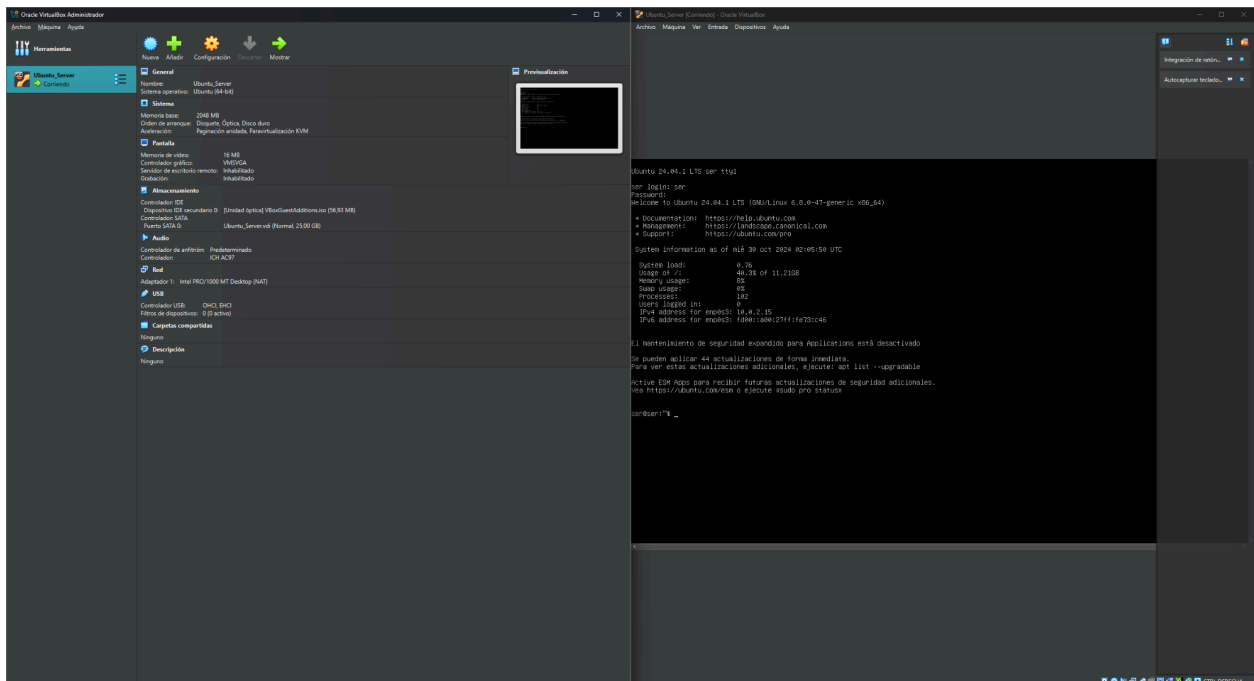 Oracle VirtualBox Administrador
Archivo Máquina Ayuda
Herramientas
Nueva Añadir Configuración Descartar Mostrar
Ubuntu_Server
Corriendo
General
Nombre: Ubuntu_Server
Sistema operativo: Ubuntu (64-bit)
Sistema
Memoria base: 2048 MB
Orden de arranque: Disquete, Óptica, Disco duro
Aceleración: Paginación anidada, Paravirtualización KVM
Pantalla
Memoria de vídeo: 16 MB
Controlador gráfico: VMSVGA
Servidor de escritorio remoto: Inhabilitado
Grabación: Inhabilitado
Almacenamiento
Controlador: IDE
Dispositivo IDE secundario 0: [Unidad óptica] VBoxGuestAdditions.iso (56,93 MB)
Controlador: SATA
Puerto SATA 0: Ubuntu_Server.vdi (Normal, 25,00 GB)
Audio
Controlador de anfitrión: Predeterminado
Controlador: ICH AC97
Red
Adaptador 1: Intel PRO/1000 MT Desktop (NAT)
USB
Controlador USB: OHCI, EHCI
Filtros de dispositivos: 0 (0 activo)
Carpetas compartidas
Ninguno
Descripción
Ninguno
Previsualización
Ubuntu_Server [Corriendo] - Oracle VirtualBox
Archivo Máquina Ver Entrada Dispositivos Ayuda
Integración de ratón...
Autocapturar teclado...
Ubuntu 24.04.1 LTS ser tty1
ser login: ser
Password:
Welcome to Ubuntu 24.04.1 LTS (GNU/Linux 6.8.0-47-generic x86_64)
* Documentation: https://help.ubuntu.com
* Management: https://landscape.canonical.com
* Support: https://ubuntu.com/pro
System information as of mié 30 oct 2024 02:05:50 UTC
System load: 0.76
Usage of /: 40.3% of 11.21GB
Memory usage: 8%
Swap usage: 0%
Processes: 102
Users logged in: 0
IPv4 address for enp0s3: 10.0.2.15
IPv6 address for enp0s3: fd00::a00:27ff:fe73:c46
El mantenimiento de seguridad expandido para Applications está desactivado
Se pueden aplicar 44 actualizaciones de forma inmediata.
Para ver estas actualizaciones adicionales, ejecute: apt list --upgradable
Active ESM Apps para recibir futuras actualizaciones de seguridad adicionales.
Vea https://ubuntu.com/esm o ejecute «sudo pro status»
ser@ser:~$ _
CTRL DERECHA